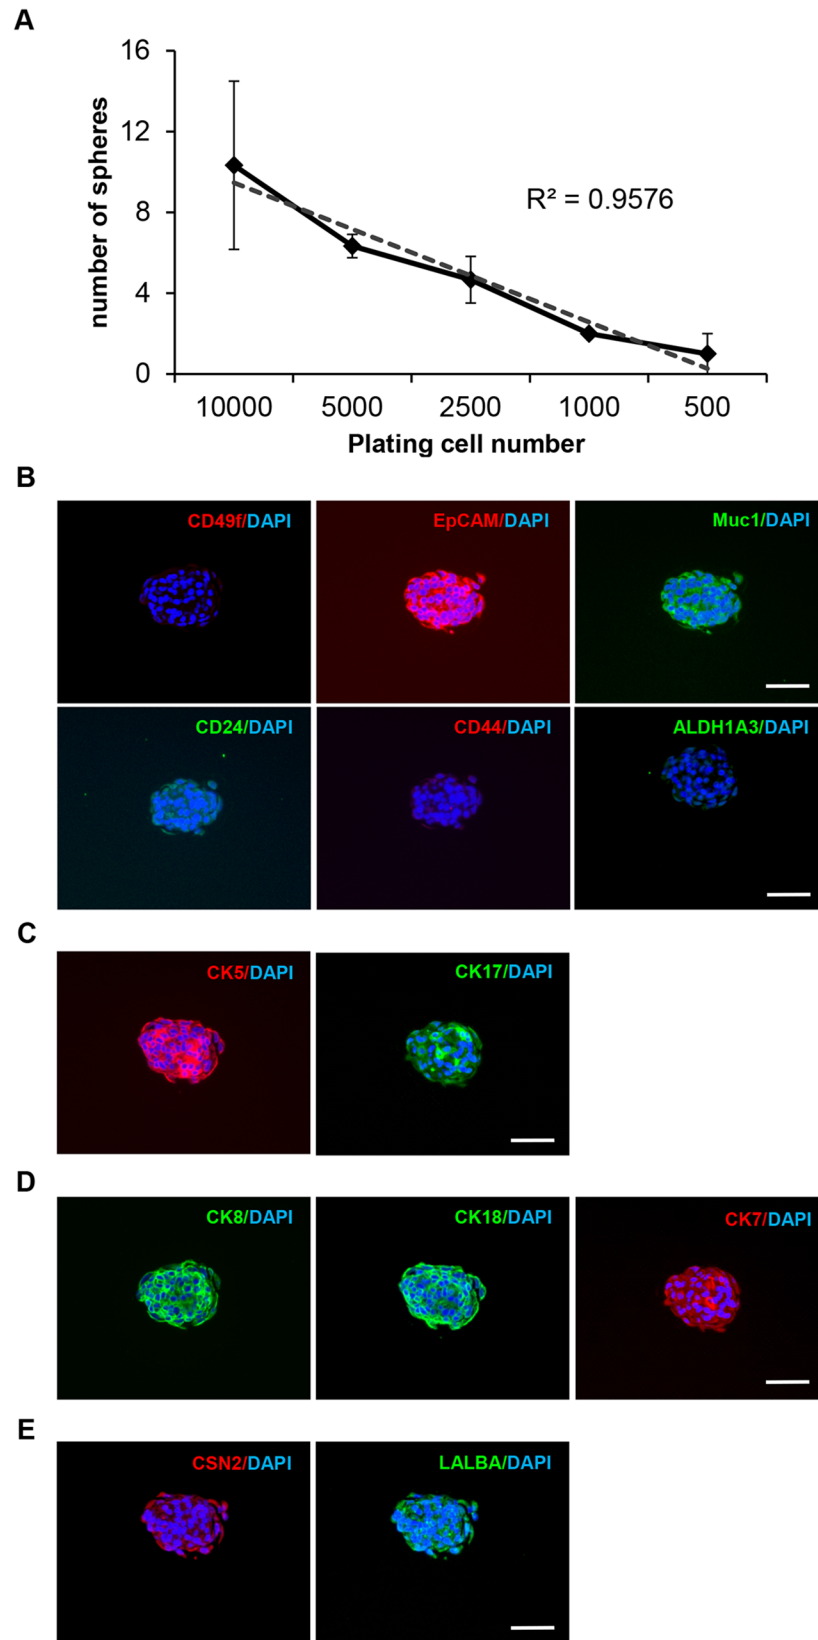 A
16
12
8
4
0
number of spheres
R² = 0.9576
10000 5000 2500 1000 500
Plating cell number
B
CD49f/DAPI EpCAM/DAPI Muc1/DAPI
CD24/DAPI CD44/DAPI ALDH1A3/DAPI
C
CK5/DAPI CK17/DAPI
D
CK8/DAPI CK18/DAPI CK7/DAPI
E
CSN2/DAPI LALBA/DAPI